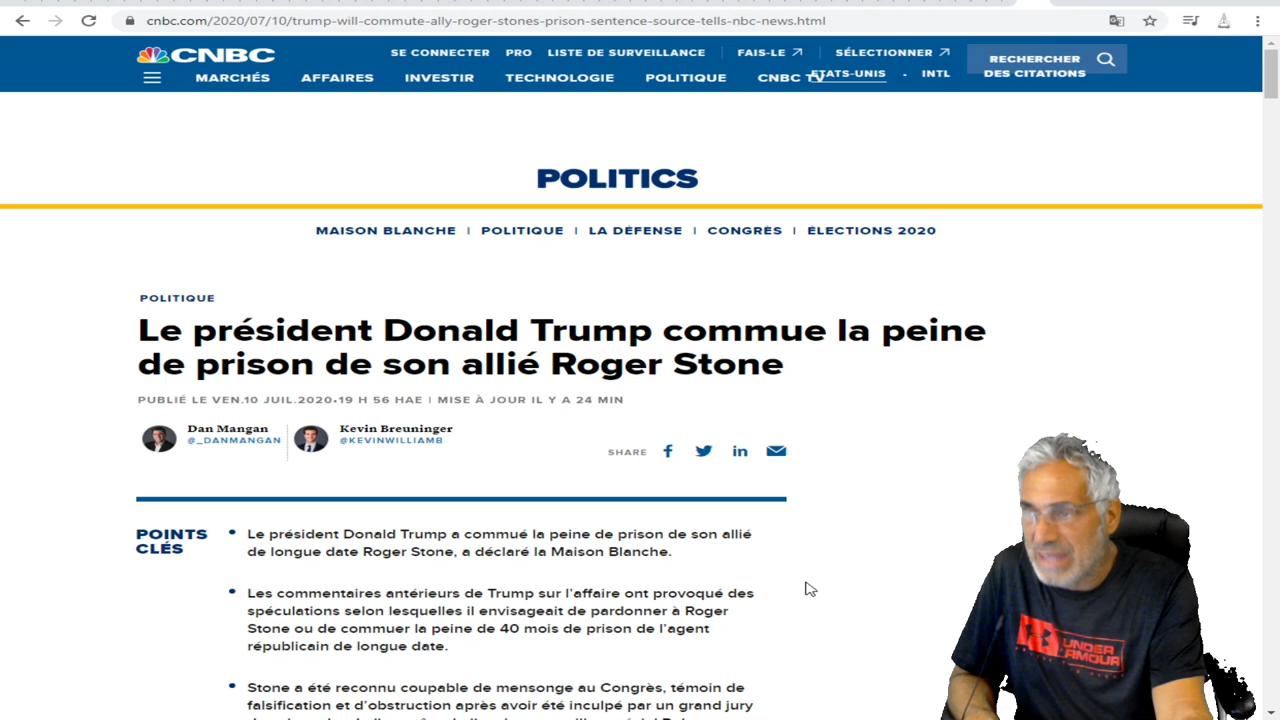 cnbc.com/2020/07/10/trump-will-commute-ally-roger-stones-prison-sentence-source-tells-nbc-news.html
CNBC
SE CONNECTER PRO LISTE DE SURVEILLANCE FAIS-LE SÉLECTIONNER
ETATS-UNIS - INTL
RECHERCHER
DES CITATIONS
MARCHÉS AFFAIRES INVESTIR TECHNOLOGIE POLITIQUE CNBC TV
POLITICS
MAISON BLANCHE | POLITIQUE | LA DÉFENSE | CONGRÈS | ÉLECTIONS 2020
POLITIQUE
Le président Donald Trump commue la peine
de prison de son allié Roger Stone
PUBLIÉ LE VEN.10 JUIL.2020•19 H 56 HAE | MISE À JOUR IL Y A 24 MIN
Dan Mangan
@_DANMANGAN
Kevin Breuninger
@KEVINWILLIAMB
SHARE
POINTS
CLÉS
• Le président Donald Trump a commué la peine de prison de son allié
de longue date Roger Stone, a déclaré la Maison Blanche.
• Les commentaires antérieurs de Trump sur l'affaire ont provoqué des
spéculations selon lesquelles il envisageait de pardonner à Roger
Stone ou de commuer la peine de 40 mois de prison de l'agent
républicain de longue date.
• Stone a été reconnu coupable de mensonge au Congrès, témoin de
falsification et d'obstruction après avoir été inculpé par un grand jury
UNDER
ARMOUR